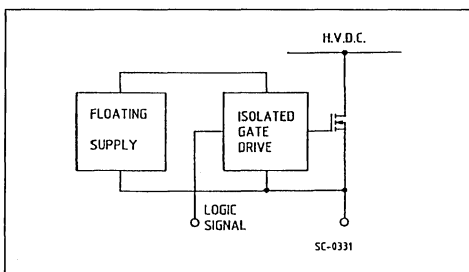 H.V.D.C.
FLOATING
SUPPLY
ISOLATED
GATE
DRIVE
LOGIC
SIGNAL
SC-0331